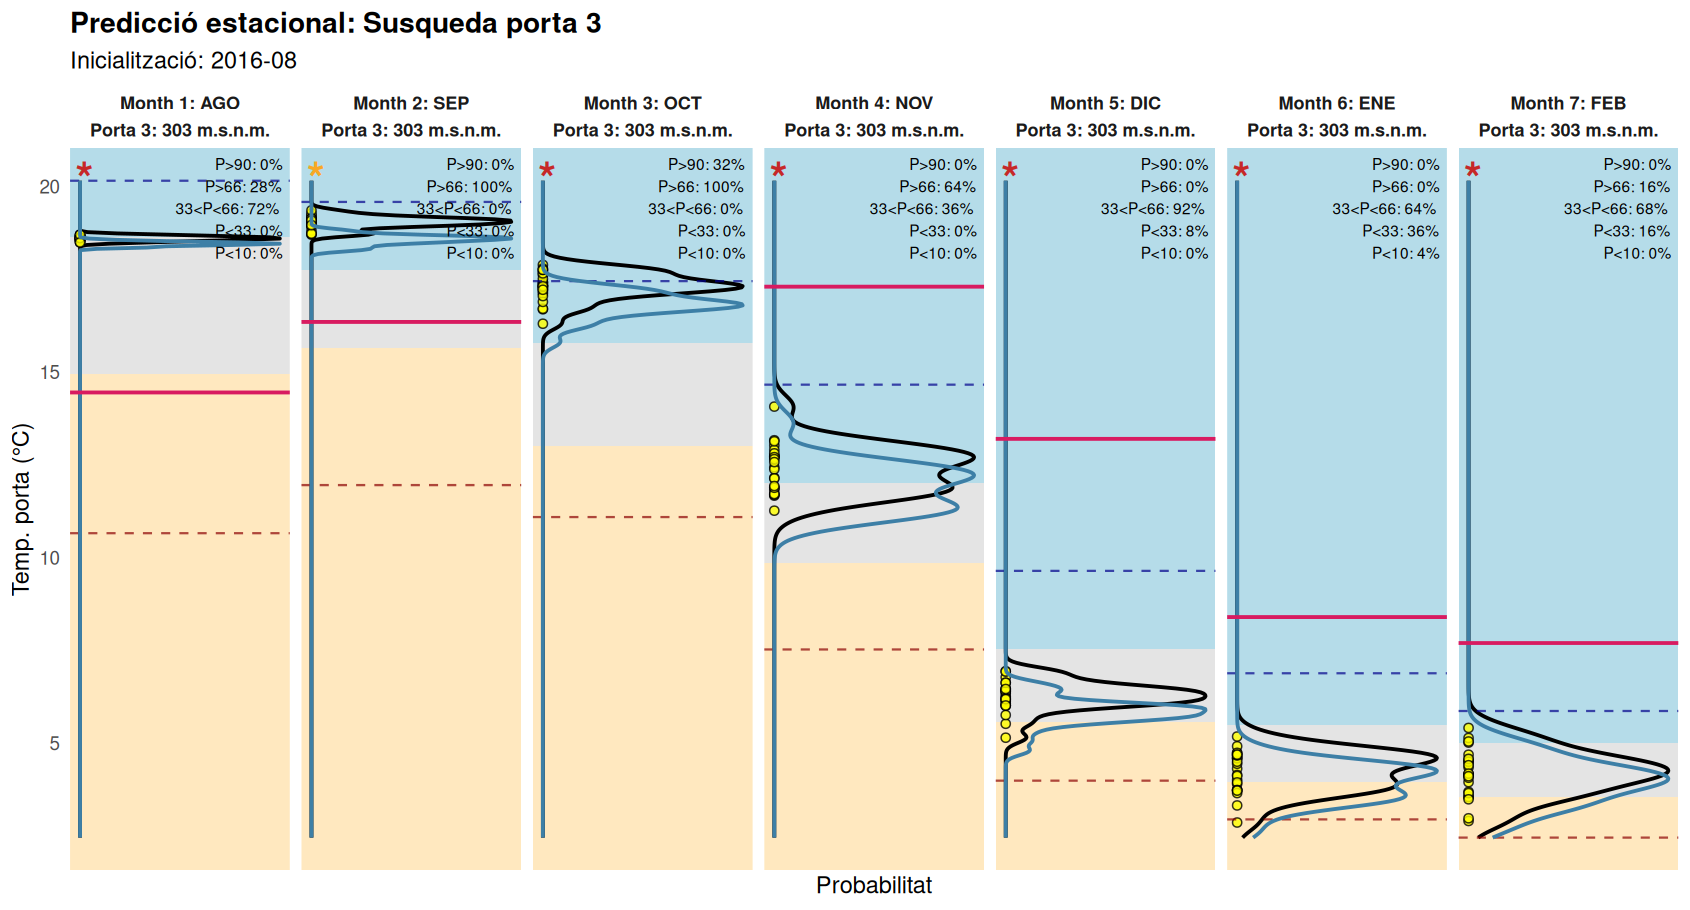 Predicció estacional: Susqueda porta 3
Inicialització: 2016-08
Month 1: AGO
Porta 3: 303 m.s.n.m.
Month 2: SEP
Porta 3: 303 m.s.n.m.
Month 3: OCT
Porta 3: 303 m.s.n.m.
Month 4: NOV
Porta 3: 303 m.s.n.m.
Month 5: DIC
Porta 3: 303 m.s.n.m.
Month 6: ENE
Porta 3: 303 m.s.n.m.
Month 7: FEB
Porta 3: 303 m.s.n.m.
Temp. porta (°C)
20
15
10
5
*
P>90: 0%
P>66: 28%
33<P<66: 72%
P<33: 0%
P<10: 0%
*
P>90: 0%
P>66: 100%
33<P<66: 0%
P<33: 0%
P<10: 0%
*
P>90: 32%
P>66: 100%
33<P<66: 0%
P<33: 0%
P<10: 0%
*
P>90: 0%
P>66: 64%
33<P<66: 36%
P<33: 0%
P<10: 0%
*
P>90: 0%
P>66: 0%
33<P<66: 92%
P<33: 8%
P<10: 0%
*
P>90: 0%
P>66: 0%
33<P<66: 64%
P<33: 36%
P<10: 4%
*
P>90: 0%
P>66: 16%
33<P<66: 68%
P<33: 16%
P<10: 0%
Probabilitat